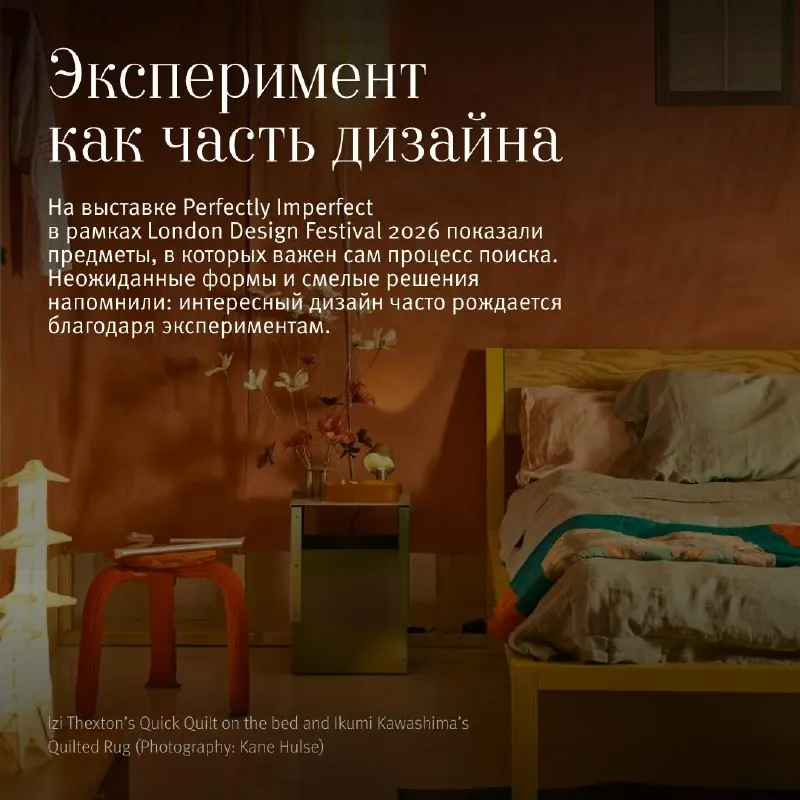 Эксперимент
как часть дизайна
На выставке Perfectly Imperfect
в рамках London Design Festival 2026 показали
предметы, в которых важен сам процесс поиска.
Неожиданные формы и смелые решения
напомнили: интересный дизайн часто рождается
благодаря экспериментам.
Izi Thexton's Quick Quilt on the bed and Ikumi Kawashima's
Quilted Rug (Photography: Kane Hulse)